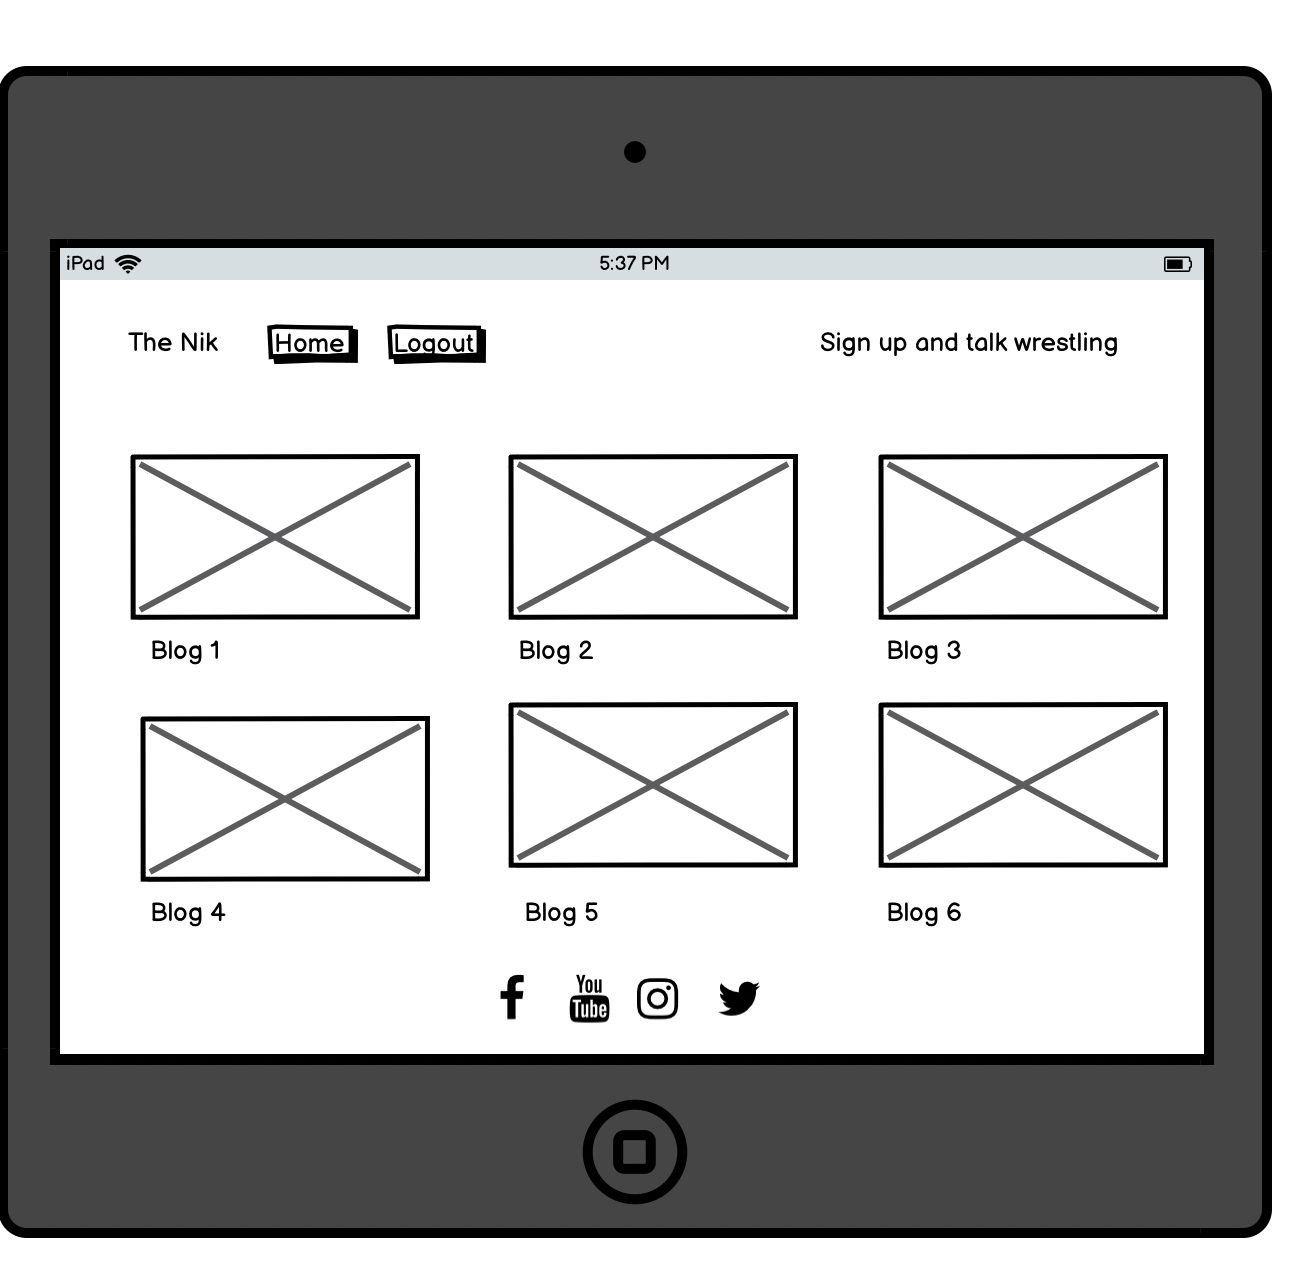 iPad 5:37 PM
The Nik Home Logout Sign up and talk wrestling
Blog 1 Blog 2 Blog 3
Blog 4 Blog 5 Blog 6
You
Tube